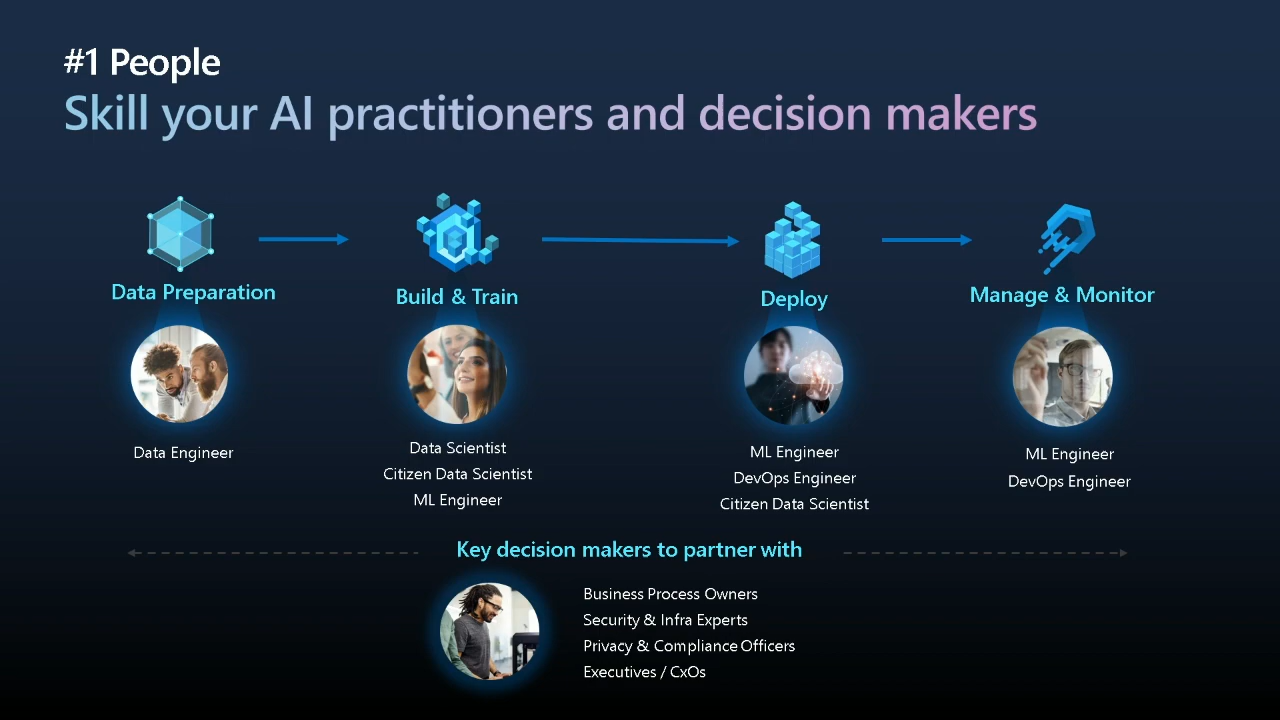 #1 People
Skill your AI practitioners and decision makers
Data Preparation
Build & Train
Deploy
Manage & Monitor
Data Engineer
Data Scientist
Citizen Data Scientist
ML Engineer
ML Engineer
DevOps Engineer
Citizen Data Scientist
ML Engineer
DevOps Engineer
Key decision makers to partner with
Business Process Owners
Security & Infra Experts
Privacy & Compliance Officers
Executives / CxOs